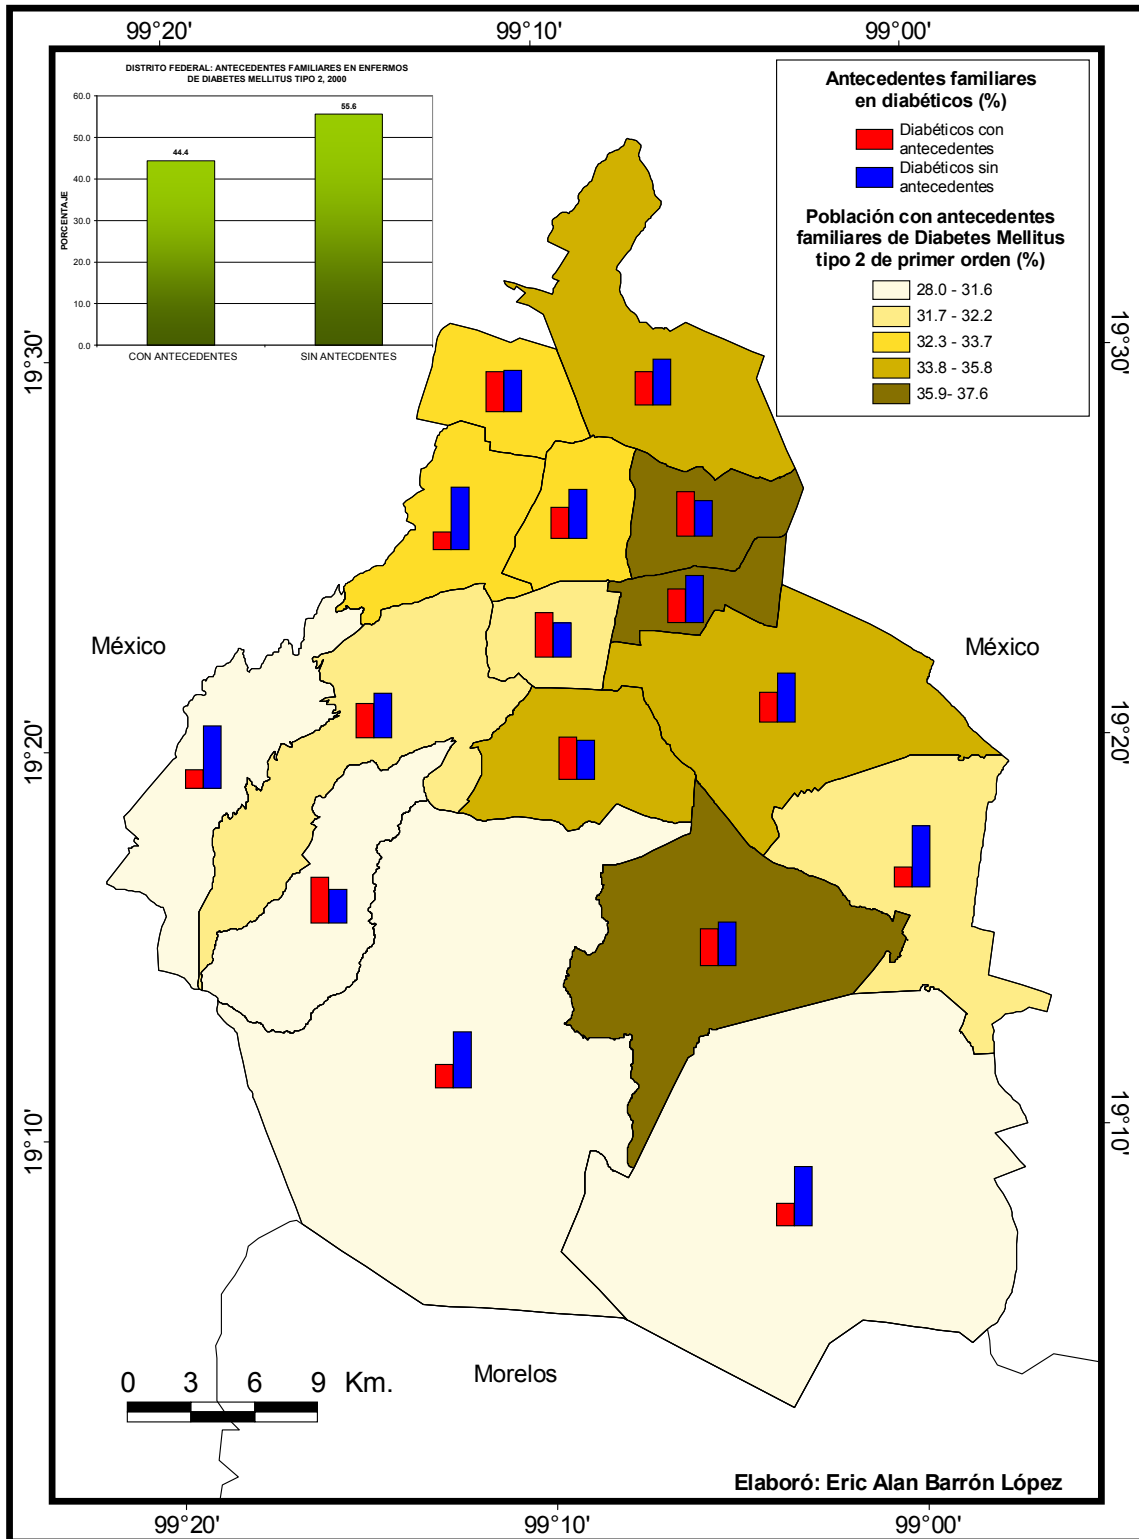 99°20'
99°10'
99°00'
DISTRITO FEDERAL: ANTECEDENTES FAMILIARES EN ENFERMOS
DE DIABETES MELLITUS TIPO 2, 2000
60.0
50.0
40.0
30.0
20.0
10.0
0.0
PORCENTAJE
44.4
55.6
CON ANTECEDENTES
SIN ANTECDENTES
Antecedentes familiares
en diabéticos (%)
Diabéticos con
antecedentes
Diabéticos sin
antecedentes
Población con antecedentes
familiares de Diabetes Mellitus
tipo 2 de primer orden (%)
28.0 - 31.6
31.7 - 32.2
32.3 - 33.7
33.8 - 35.8
35.9- 37.6
19°30'
19°30'
México
México
19°20'
19°20'
19°10'
19°10'
Morelos
0 3 6 9 Km.
Elaboró: Eric Alan Barrón López
99°20'
99°10'
99°00'